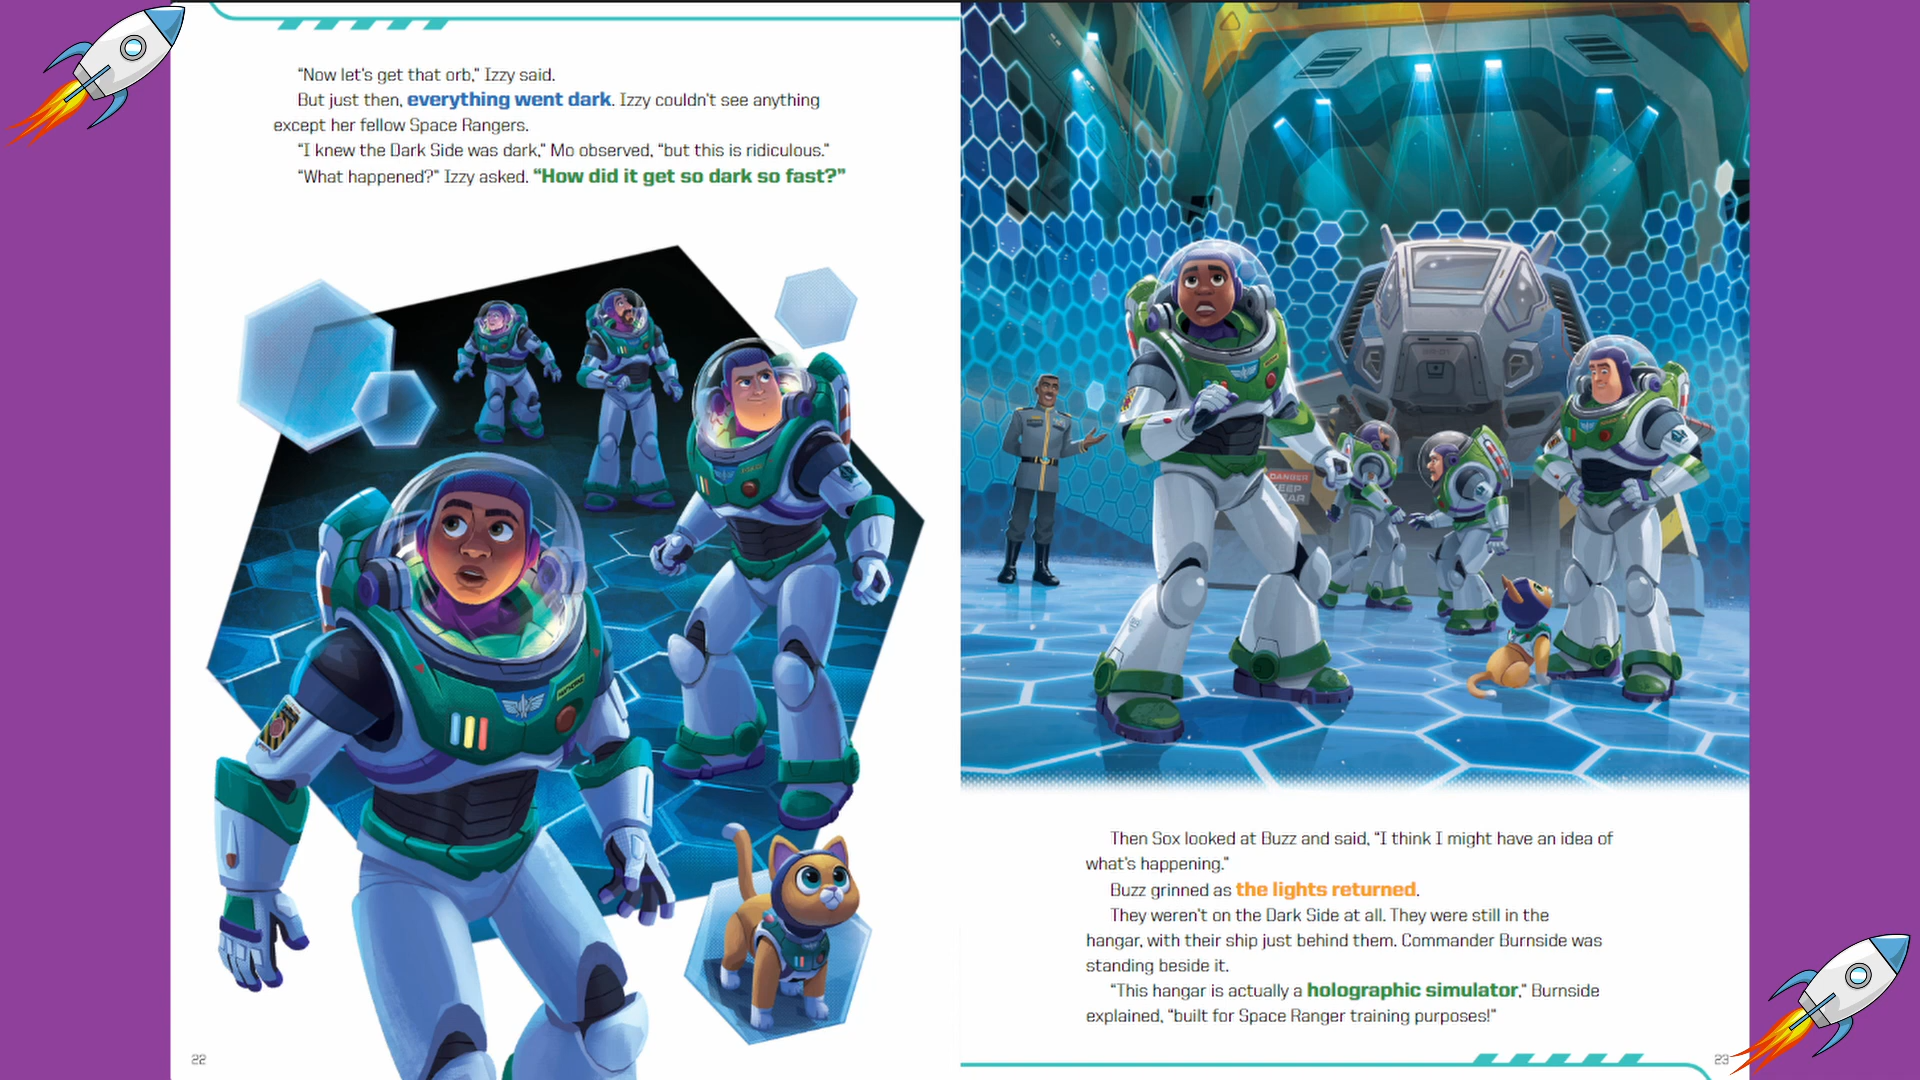 “Now let's get that orb,” Izzy said.
But just then, everything went dark. Izzy couldn't see anything
except her fellow Space Rangers.
“I knew the Dark Side was dark,” Mo observed, “but this is ridiculous.”
“What happened?” Izzy asked. “How did it get so dark so fast?”
22
DANGER
KEEP
Then Sox looked at Buzz and said, “I think I might have an idea of
what's happening.”
Buzz grinned as the lights returned.
They weren't on the Dark Side at all. They were still in the
hangar, with their ship just behind them. Commander Burnside was
standing beside it.
“This hangar is actually a holographic simulator,” Burnside
explained, “built for Space Ranger training purposes!”
23